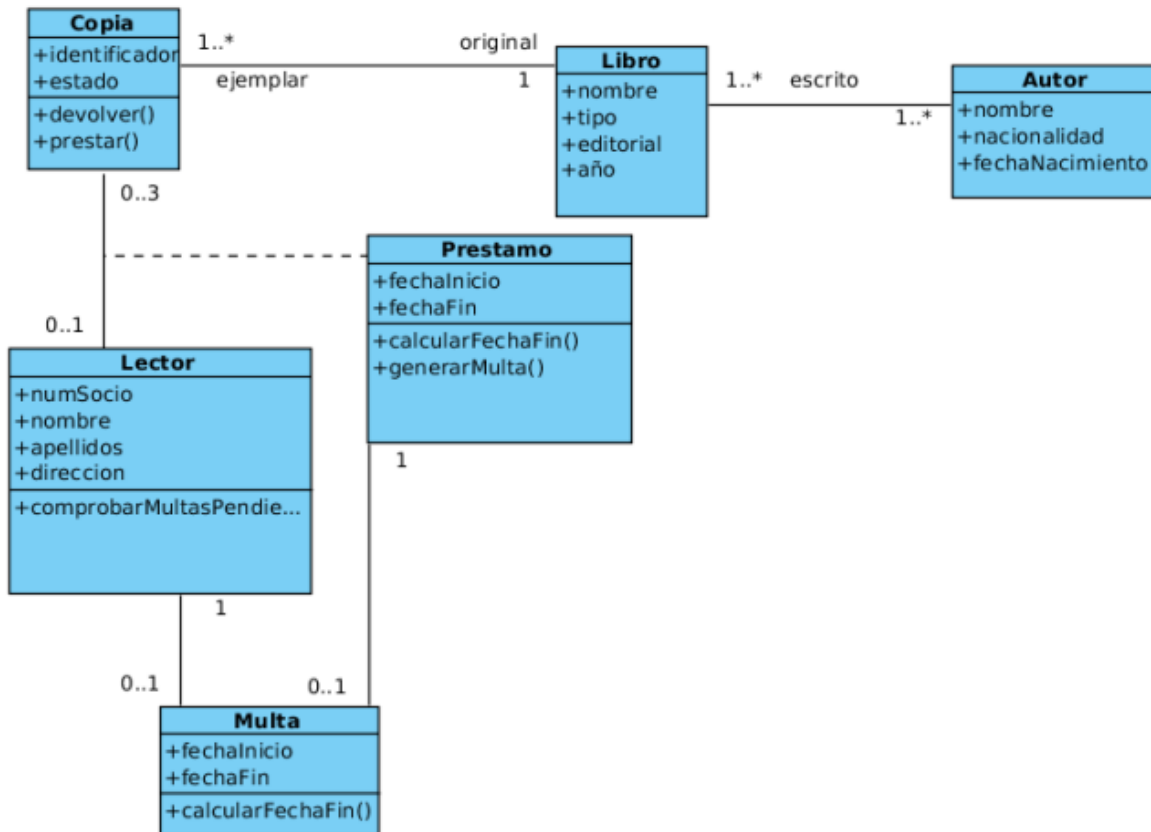 Copia
+identificador
+estado
+devolver()
+prestar()
1..*
ejemplar
original
1
Libro
+nombre
+tipo
+editorial
+año
1..*
escrito
1..*
Autor
+nombre
+nacionalidad
+fechaNacimiento
0..3
0..1
Prestamo
+fechaInicio
+fechaFin
+calcularFechaFin()
+generarMulta()
1
Lector
+numSocio
+nombre
+apellidos
+direccion
+comprobarMultasPendie...
1
0..1
0..1
Multa
+fechaInicio
+fechaFin
+calcularFechaFin()